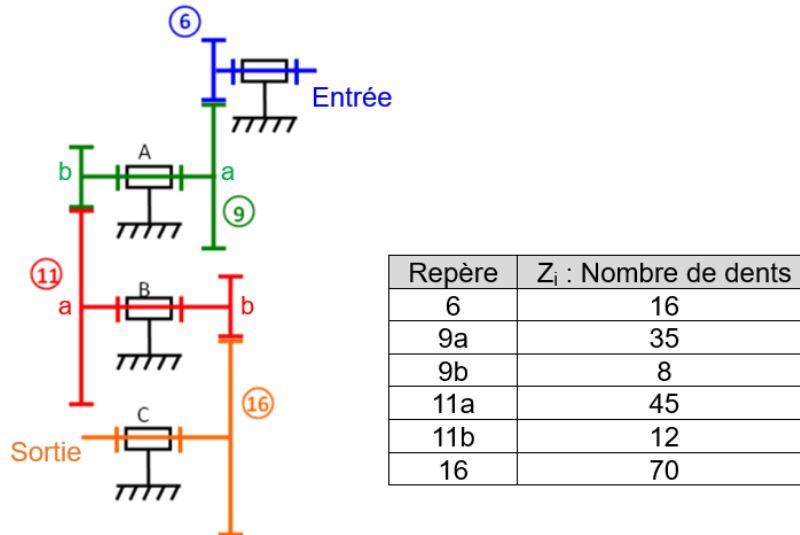 6
Entrée
A
b
a
9
11
a
B
b
16
C
Sortie
Repère Zi : Nombre de dents
6 16
9a 35
9b 8
11a 45
11b 12
16 70